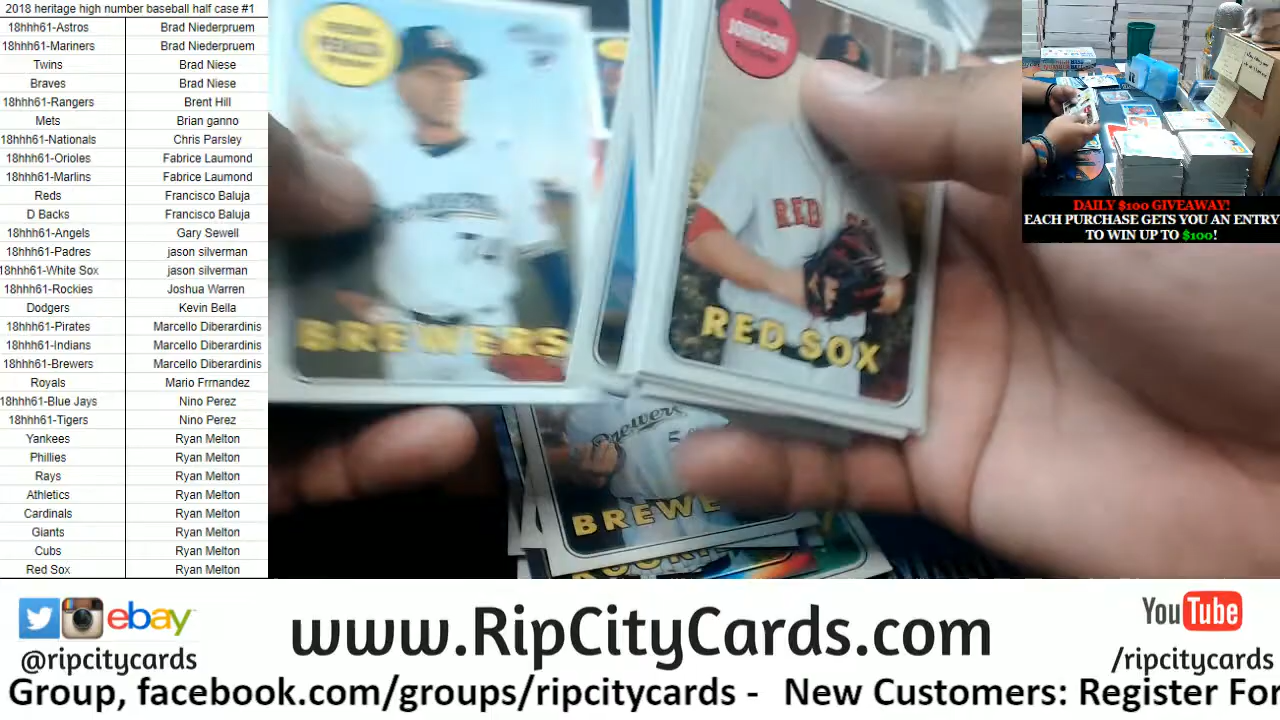 2018 heritage high number baseball half case #1
18hhh61-Astros Brad Niederpruem
18hhh61-Mariners Brad Niederpruem
Twins Brad Niese
Braves Brad Niese
18hhh61-Rangers Brent Hill
Mets Brian ganno
18hhh61-Nationals Chris Parsley
18hhh61-Orioles Fabrice Laumond
18hhh61-Marlins Fabrice Laumond
Reds Francisco Baluja
D Backs Francisco Baluja
18hhh61-Angels Gary Sewell
18hhh61-Padres jason silverman
18hhh61-White Sox jason silverman
18hhh61-Rockies Joshua Warren
Dodgers Kevin Bella
18hhh61-Pirates Marcello Diberardinis
18hhh61-Indians Marcello Diberardinis
18hhh61-Brewers Marcello Diberardinis
Royals Mario Frrnandez
18hhh61-Blue Jays Nino Perez
18hhh61-Tigers Nino Perez
Yankees Ryan Melton
Phillies Ryan Melton
Rays Ryan Melton
Athletics Ryan Melton
Cardinals Ryan Melton
Giants Ryan Melton
Cubs Ryan Melton
Red Sox Ryan Melton
BREWERS
JOHNSON
RED
RED SOX
Brewers
BREWE
DAILY $100 GIVEAWAY!
EACH PURCHASE GETS YOU AN ENTRY
TO WIN UP TO $100!
ebay
@ripcitycards
www.RipCityCards.com
YouTube
/ripcitycards
Group, facebook.com/groups/ripcitycards - New Customers: Register For